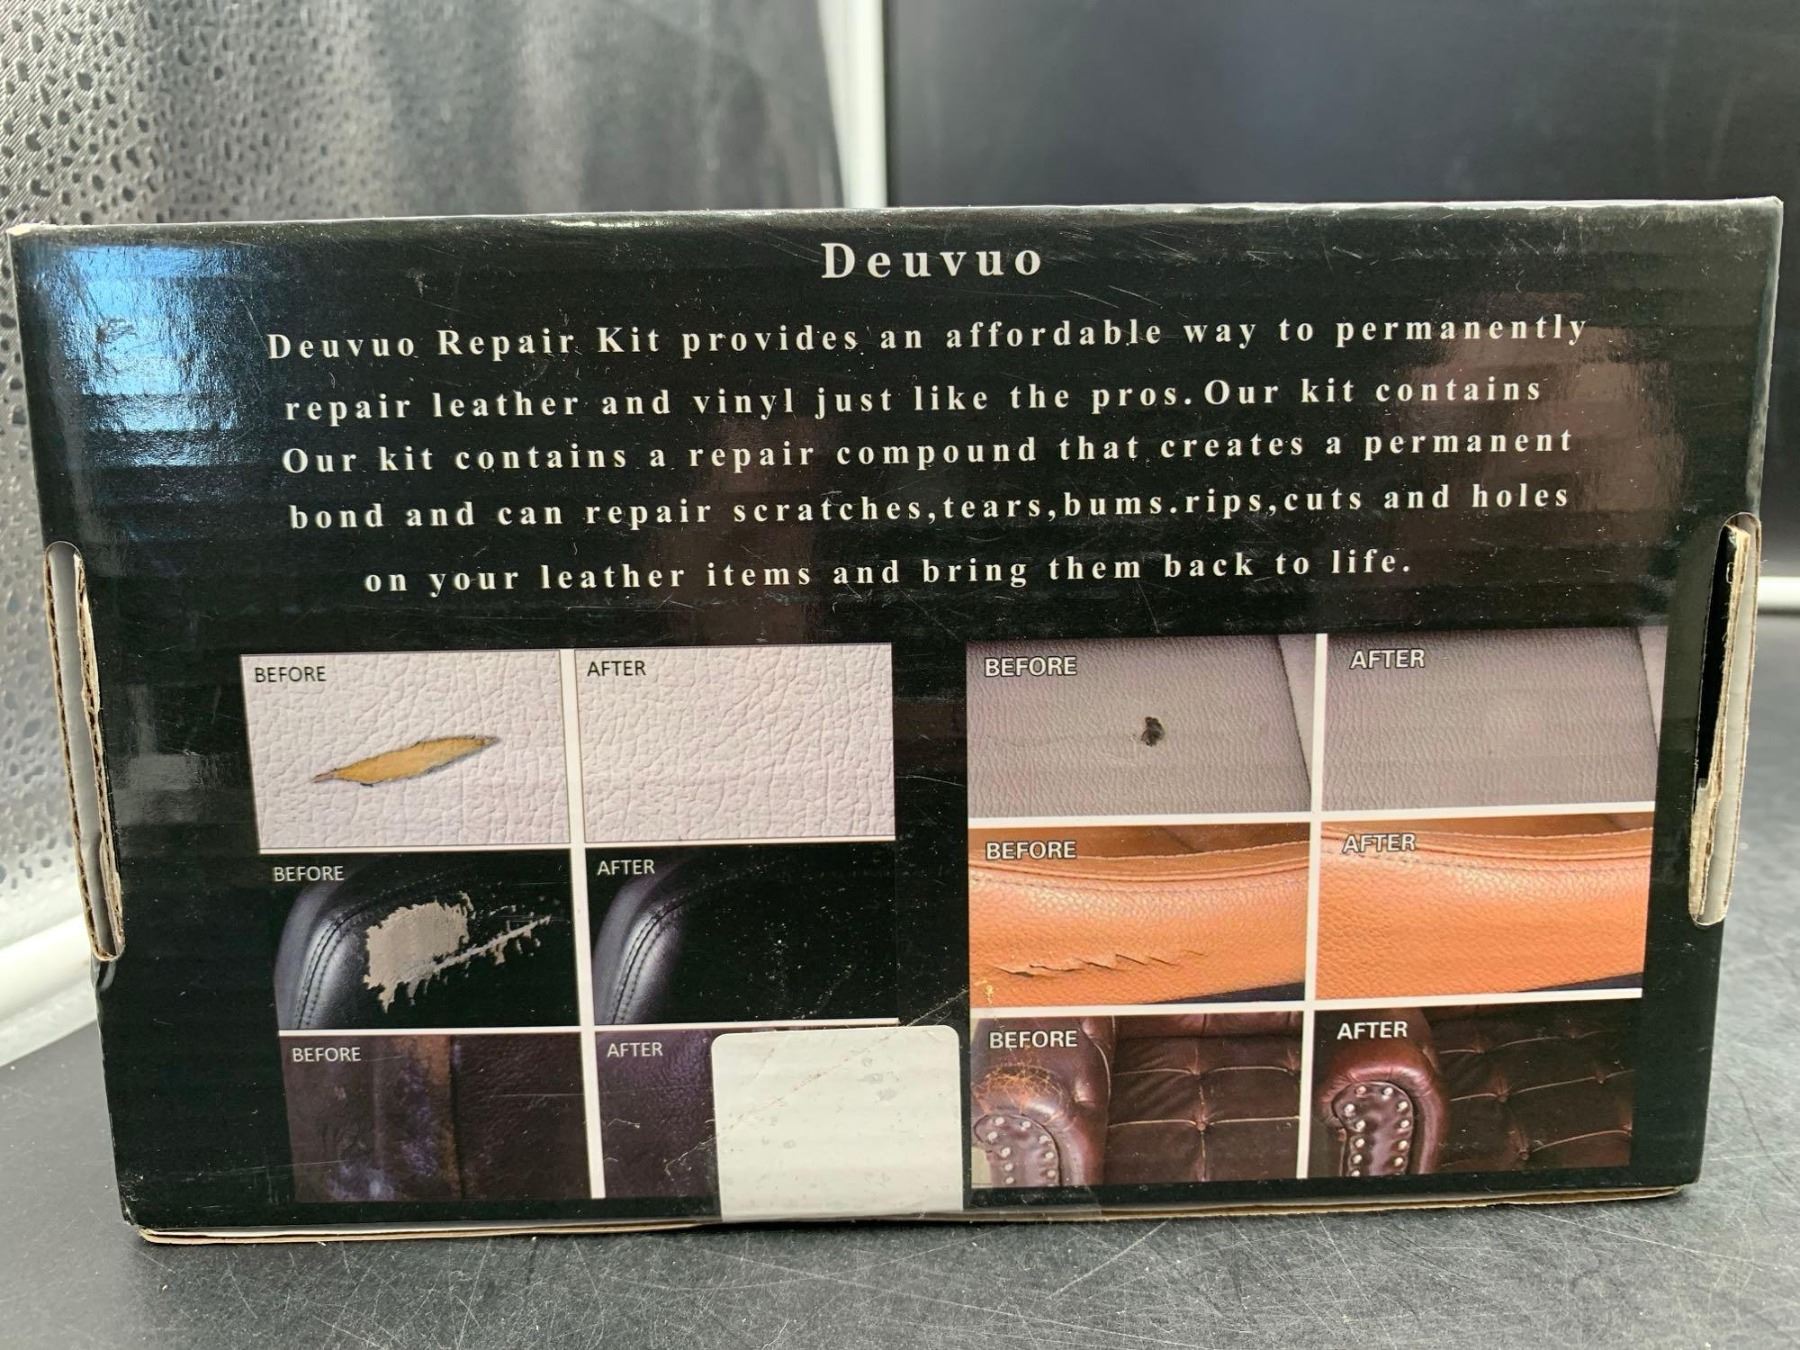 Deuvuo
Deuvuo Repair Kit provides an affordable way to permanently
repair leather and vinyl just like the pros.Our kit contains
Our kit contains a repair compound that creates a permanent
bond and can repair scratches,tears,bums.rips,cuts and holes
on your leather items and bring them back to life.
BEFORE AFTER
BEFORE AFTER
BEFORE AFTER
BEFORE AFTER
BEFORE AFTER
BEFORE AFTER